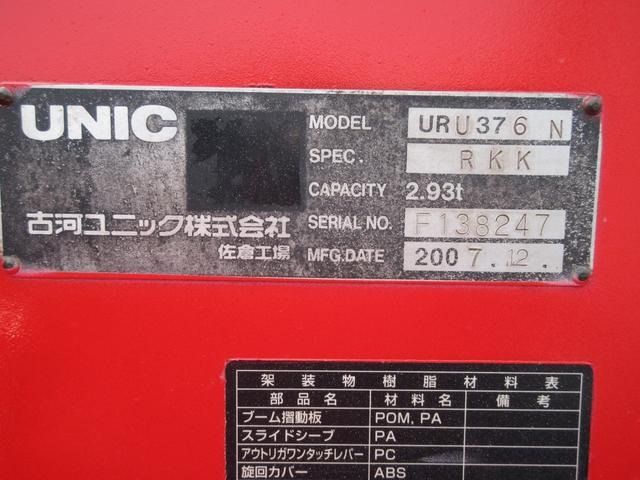 UNIC
MODEL URU376N
SPEC. RKK
CAPACITY 2.93t
古河ユニック株式会社 SERIAL NO. F138247
佐倉工場 MFG.DATE 2007.12.
架装物樹脂材料表
部品名 材料名 備考
ブーム摺動板 POM, PA
スライドシーブ PA
アウトリガワンタッチレバー PC
旋回カバー ABS